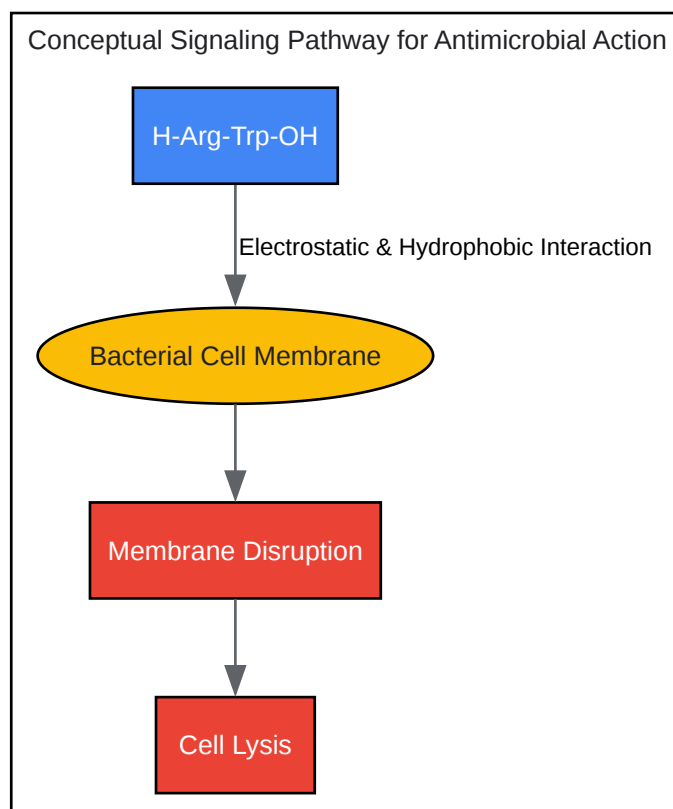 Conceptual Signaling Pathway for Antimicrobial Action
H-Arg-Trp-OH
Electrostatic & Hydrophobic Interaction
Bacterial Cell Membrane
Membrane Disruption
Cell Lysis